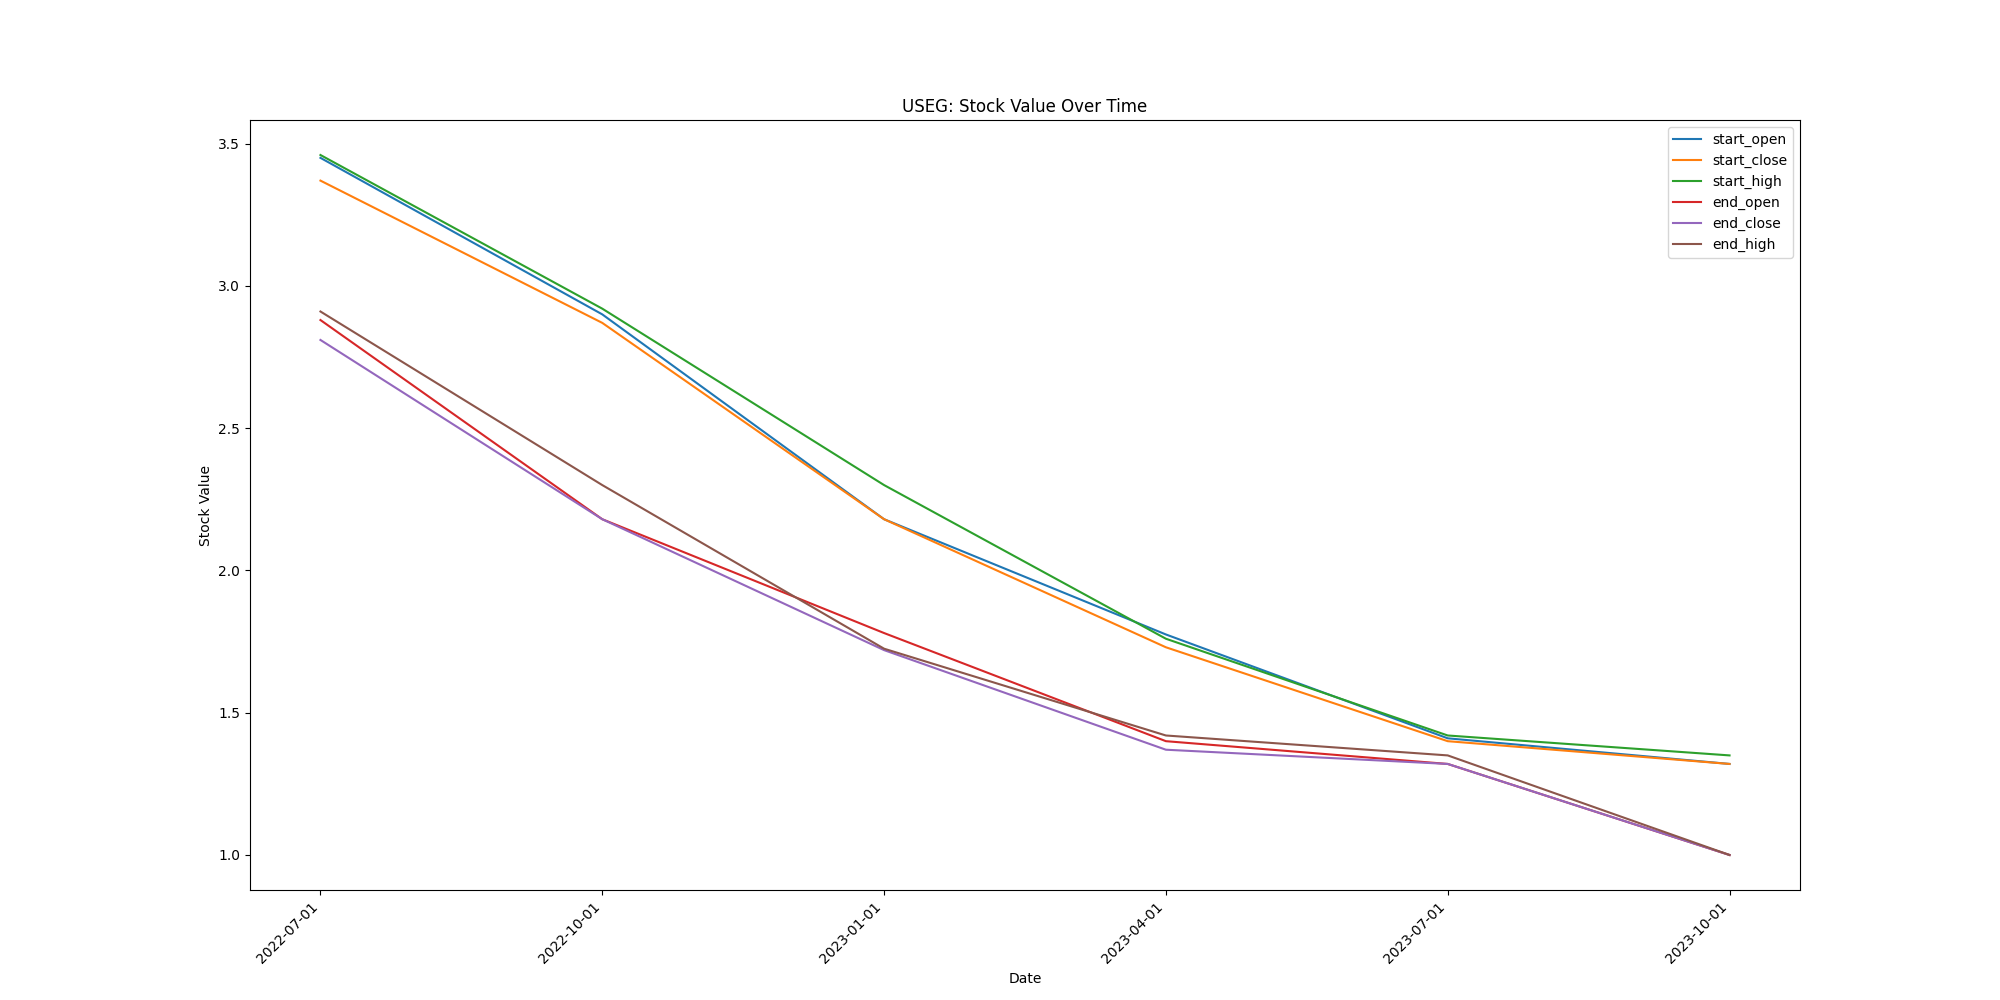 USEG: Stock Value Over Time
3.5
3.0
2.5
2.0
1.5
1.0
Stock Value
start_open
start_close
start_high
end_open
end_close
end_high
2022-07-01
2022-10-01
2023-01-01
2023-04-01
2023-07-01
2023-10-01
Date